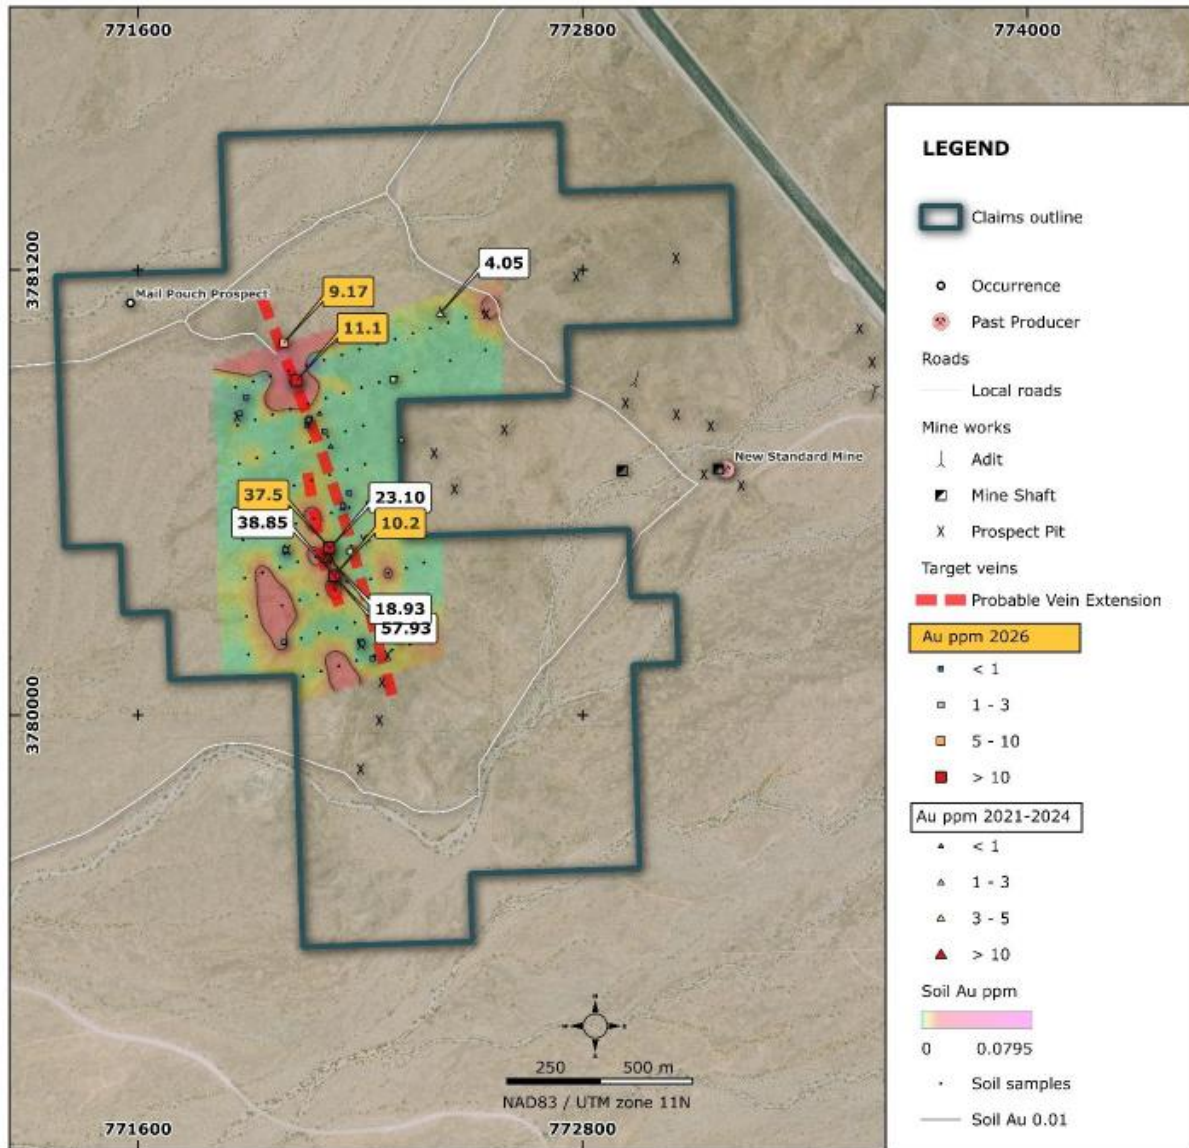 771600
772800
774000
3781200
3780000
4.05
Mail Pouch Prospect
9.17
11.1
New Standard Mine
37.5
23.10
38.85
10.2
18.93
57.93
250
500 m
NAD83 / UTM zone 11N
771600
772800
LEGEND
Claims outline
Occurrence
Past Producer
Roads
Local roads
Mine works
Adit
Mine Shaft
Prospect Pit
Target veins
Probable Vein Extension
Au ppm 2026
< 1
1 - 3
5 - 10
> 10
Au ppm 2021-2024
< 1
1 - 3
3 - 5
> 10
Soil Au ppm
0 0.0795
Soil samples
Soil Au 0.01